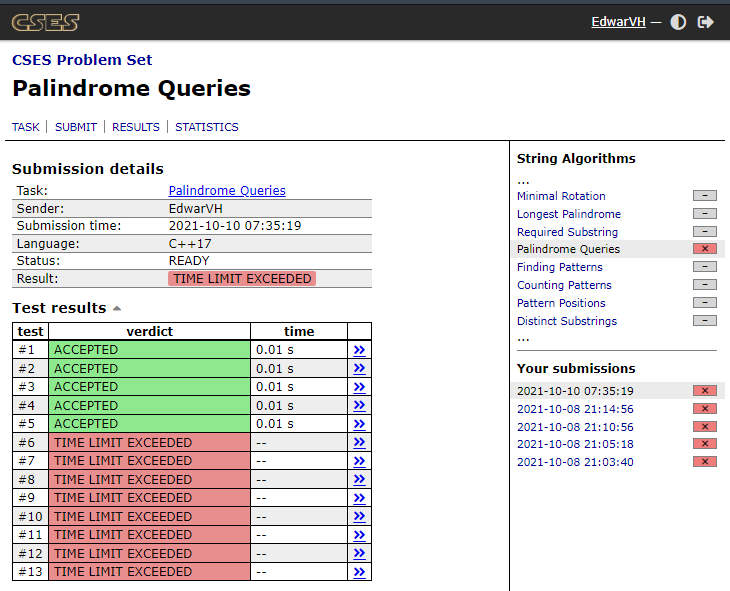 CSES
EdwarVH —
CSES Problem Set
Palindrome Queries
TASK | SUBMIT | RESULTS | STATISTICS
Submission details
Task: Palindrome Queries
Sender: EdwarVH
Submission time: 2021-10-10 07:35:19
Language: C++17
Status: READY
Result: TIME LIMIT EXCEEDED
Test results
test verdict time
#1 ACCEPTED 0.01 s »
#2 ACCEPTED 0.01 s »
#3 ACCEPTED 0.01 s »
#4 ACCEPTED 0.01 s »
#5 ACCEPTED 0.01 s »
#6 TIME LIMIT EXCEEDED -- »
#7 TIME LIMIT EXCEEDED -- »
#8 TIME LIMIT EXCEEDED -- »
#9 TIME LIMIT EXCEEDED -- »
#10 TIME LIMIT EXCEEDED -- »
#11 TIME LIMIT EXCEEDED -- »
#12 TIME LIMIT EXCEEDED -- »
#13 TIME LIMIT EXCEEDED -- »
String Algorithms
...
Minimal Rotation –
Longest Palindrome –
Required Substring –
Palindrome Queries ×
Finding Patterns –
Counting Patterns –
Pattern Positions –
Distinct Substrings –
...
Your submissions
2021-10-10 07:35:19 ×
2021-10-08 21:14:56 ×
2021-10-08 21:10:56 ×
2021-10-08 21:05:18 ×
2021-10-08 21:03:40 ×